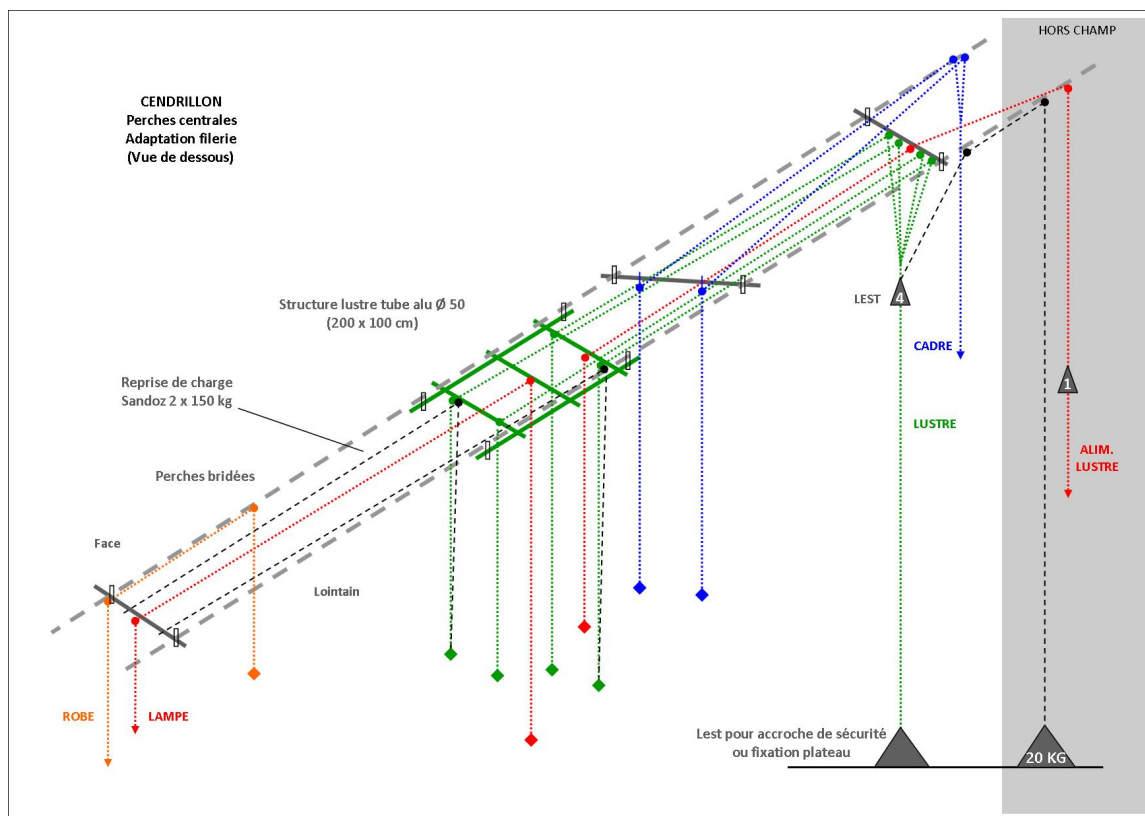 HORS CHAMP
CENDRILLON
Perches centrales
Adaptation filerie
(Vue de dessous)
Structure lustre tube alu Ø 50
(200 x 100 cm)
LEST
4
CADRE
Reprise de charge
Sandoz 2 x 150 kg
1
LUSTRE
ALIM.
LUSTRE
Perches bridées
Face
Lointain
ROBE
LAMPE
Lest pour accroche de sécurité
ou fixation plateau
20 KG